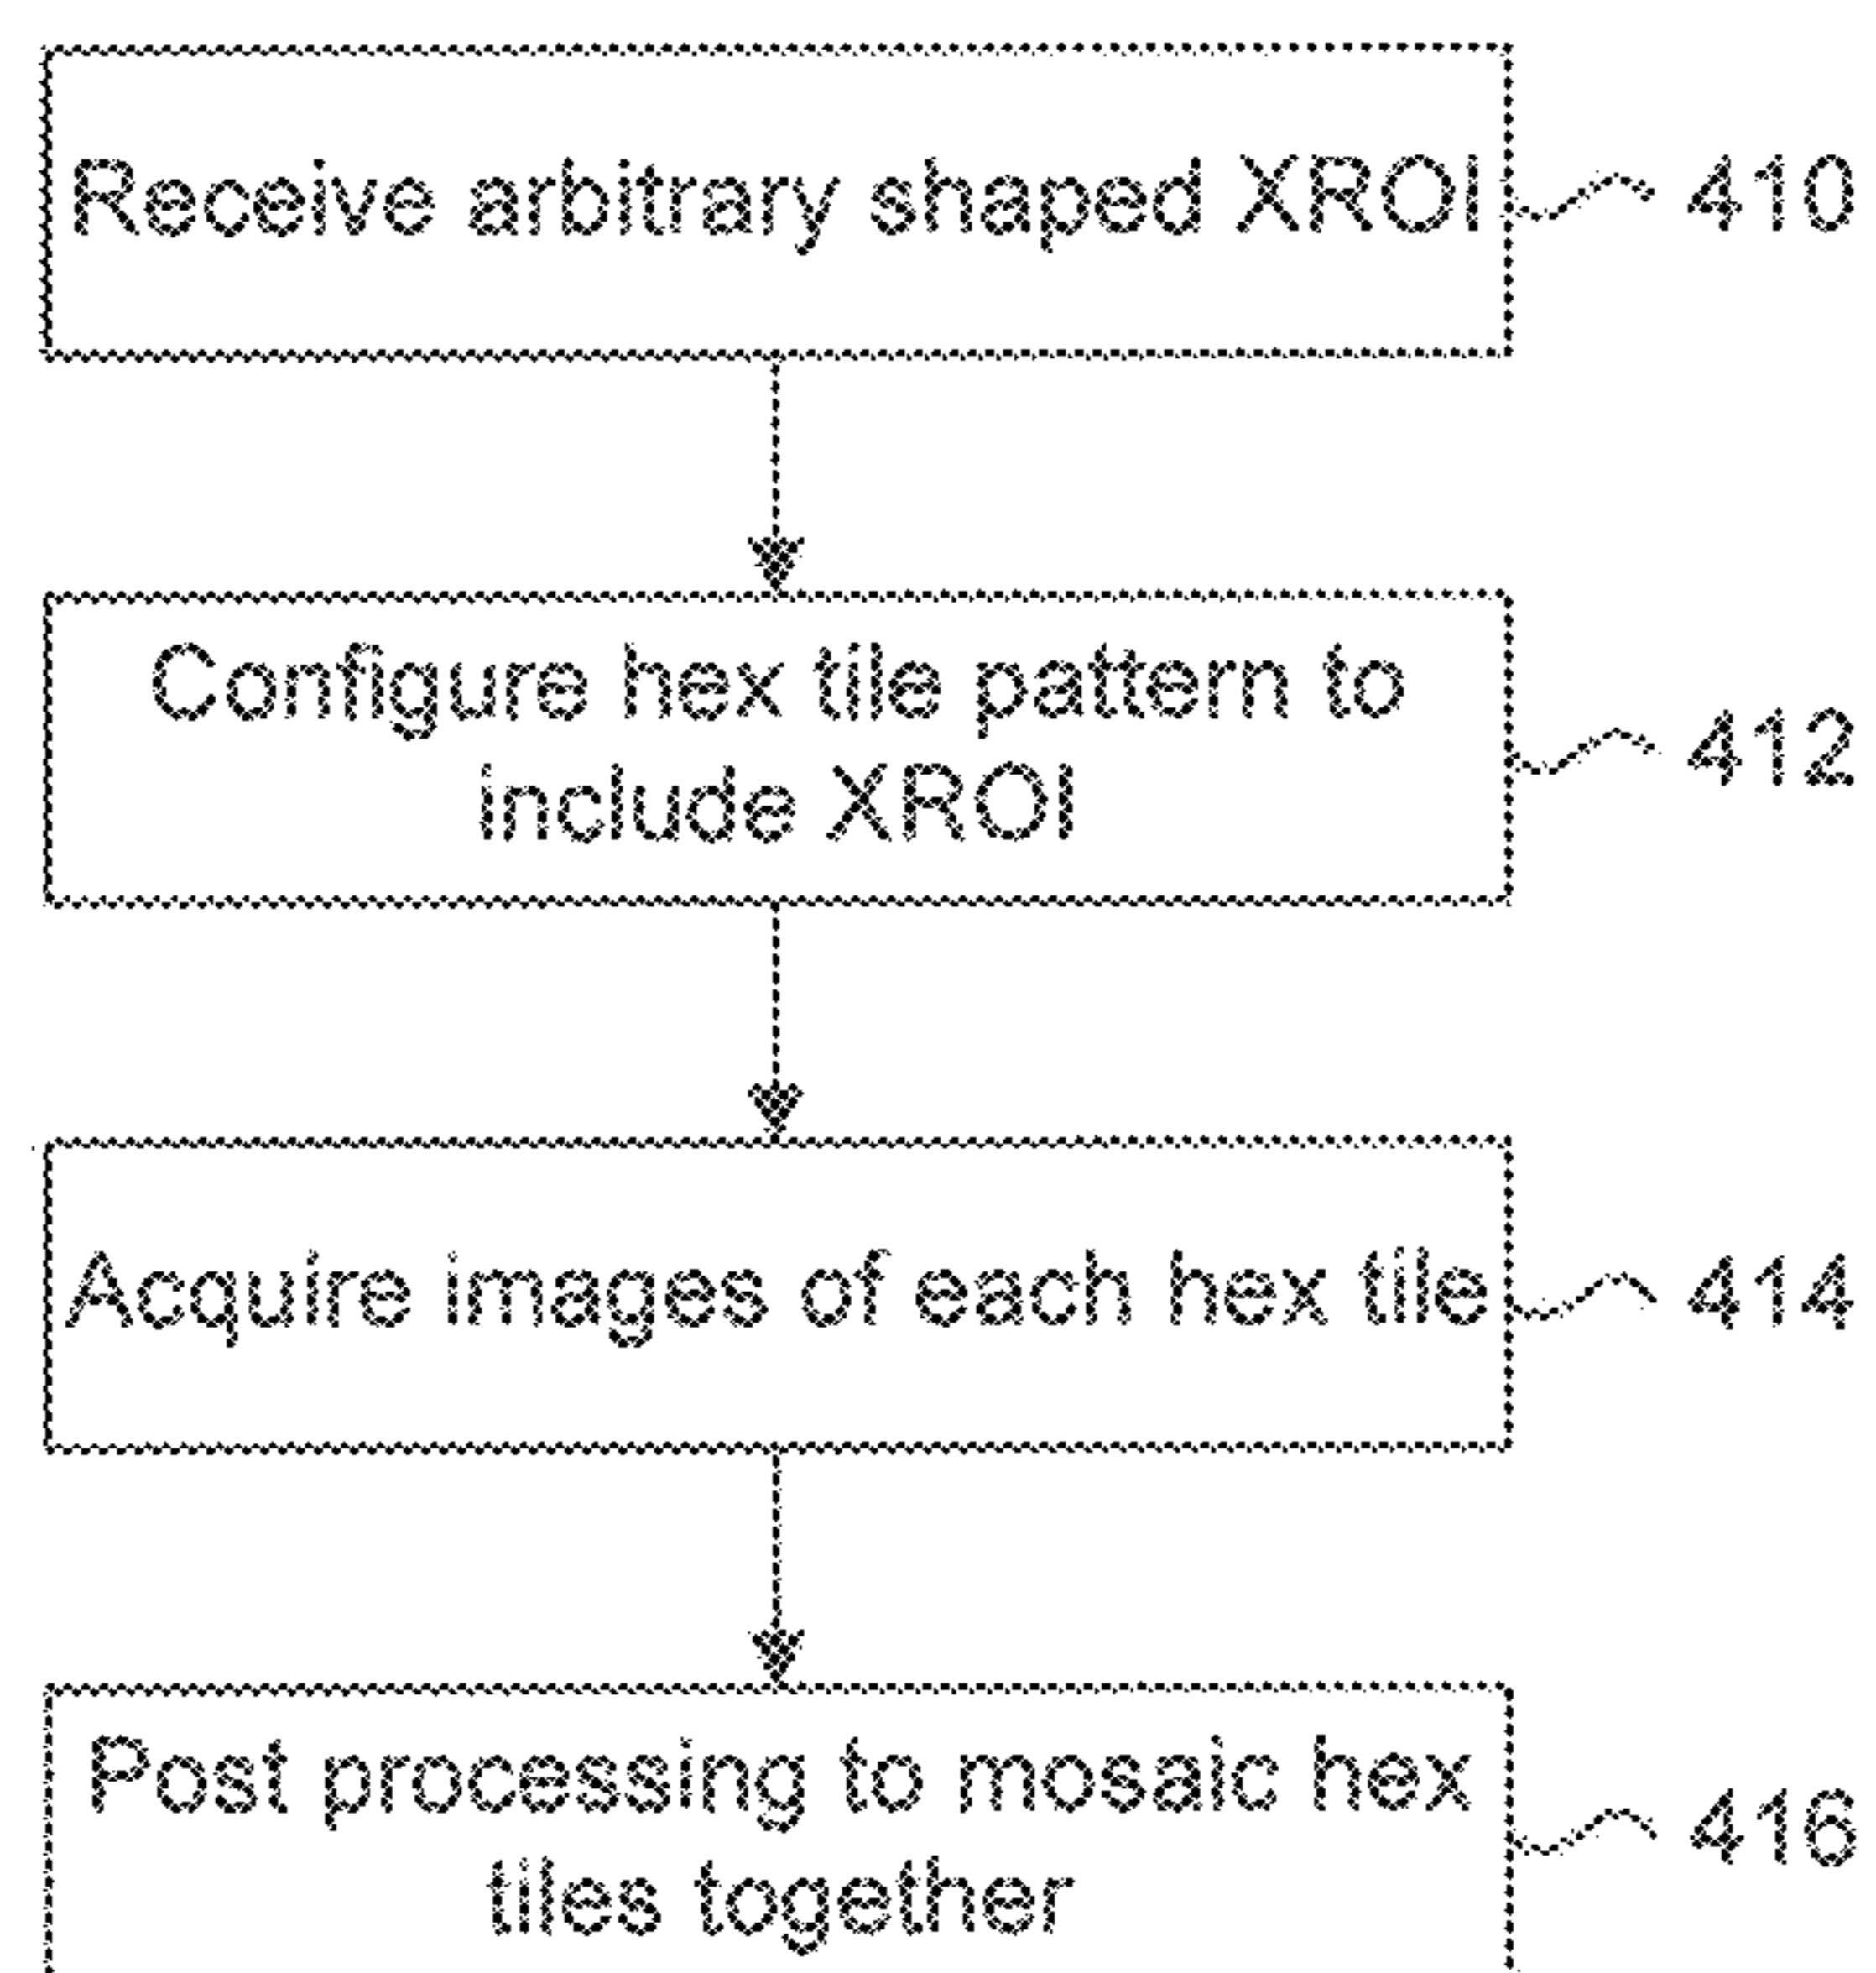 Receive arbitrary shaped XROI 410
Configure hex tile pattern to
include XROI
412
Acquire images of each hex tile 414
Post processing to mosaic hex
tiles together
416